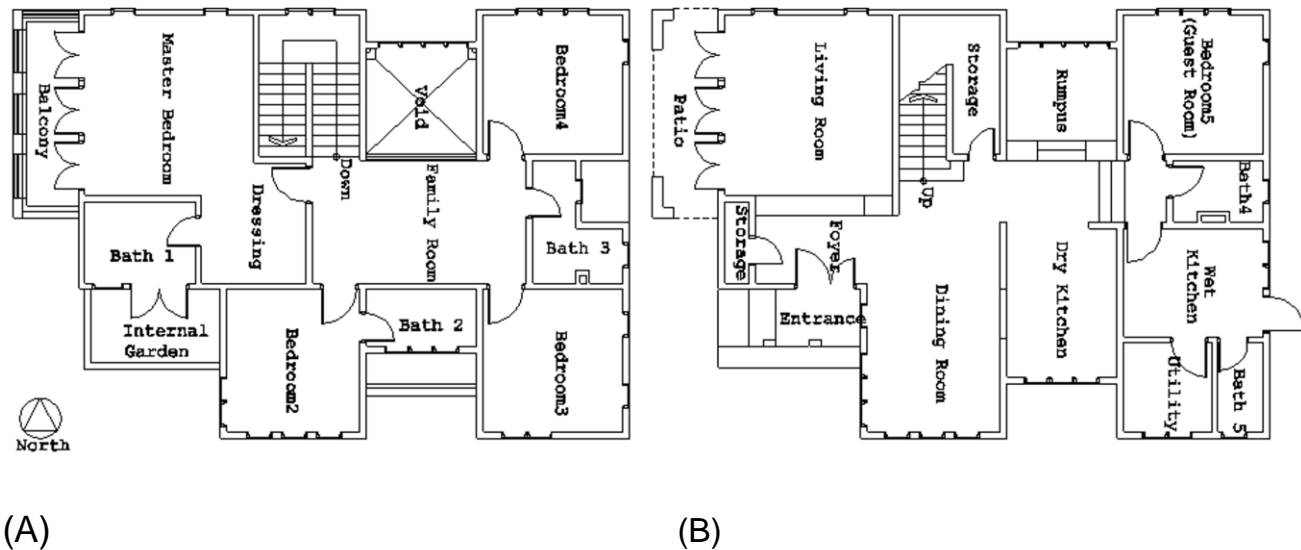 Master Bedroom
Balcony
Void
Bedroom4
Down
Dressing
Family Room
Bath 1
Bath 3
Internal
Garden
Bedroom2
Bath 2
Bedroom3
North
(A)
Living Room
Patio
Storage
Rumpus
Bedroom5
(Guest Room)
Up
Bath4
Storage
Foyer
Entrance
Dining Room
Dry Kitchen
Wet
Kitchen
Utility
Bath 5
(B)